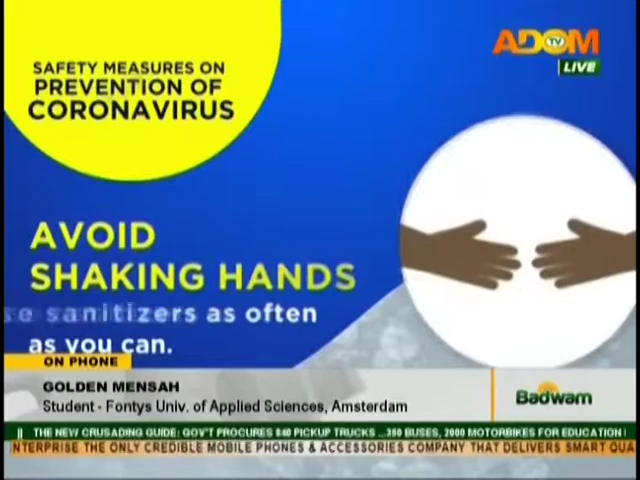 SAFETY MEASURES ON
PREVENTION OF
CORONAVIRUS
ADOM
TV
LIVE
AVOID
SHAKING HANDS
se sanitizers as often
as you can.
ON PHONE
GOLDEN MENSAH
Student - Fontys Univ. of Applied Sciences, Amsterdam
Badwam
THE NEW CRUSADING GUIDE: GOV'T PROCURES 840 PICKUP TRUCKS ...350 BUSES, 2000 MOTORBIKES FOR EDUCATION
NTERPRISE THE ONLY CREDIBLE MOBILE PHONES & ACCESSORIES COMPANY THAT DELIVERS SMART QUA